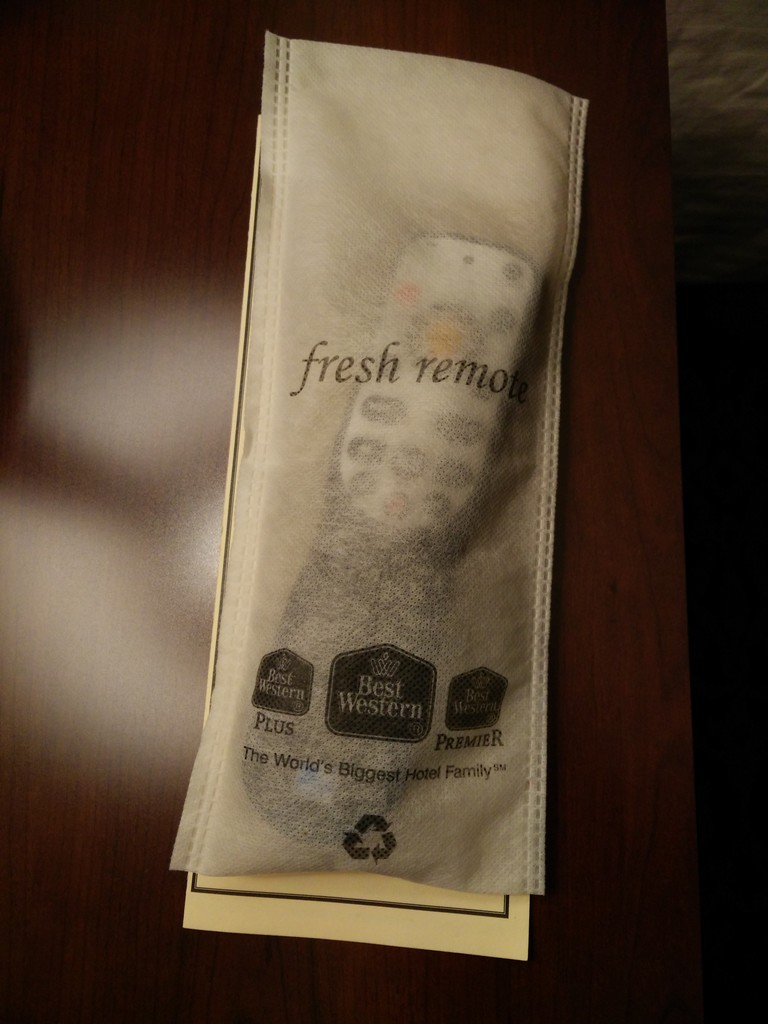 fresh remote
Best
Western
PLUS
Best
Western
®
Best
Western
PREMIER
The World's Biggest Hotel Family℠